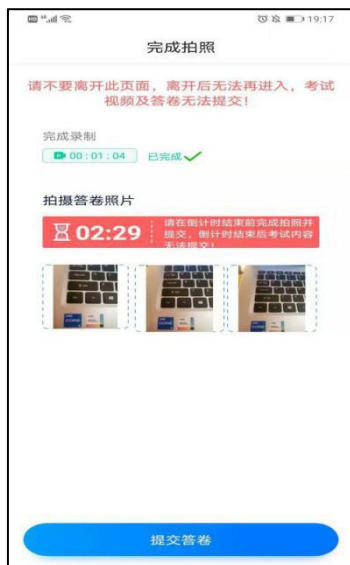 19:17
完成拍照
请不要离开此页面，离开后无法再进入，考试
视频及答卷无法提交！
完成录制
00:01:04 已完成
拍摄答卷照片
02:29
请在倒计时结束前完成拍照并
提交，倒计时结束后考试内容
无法提交！
提交答卷